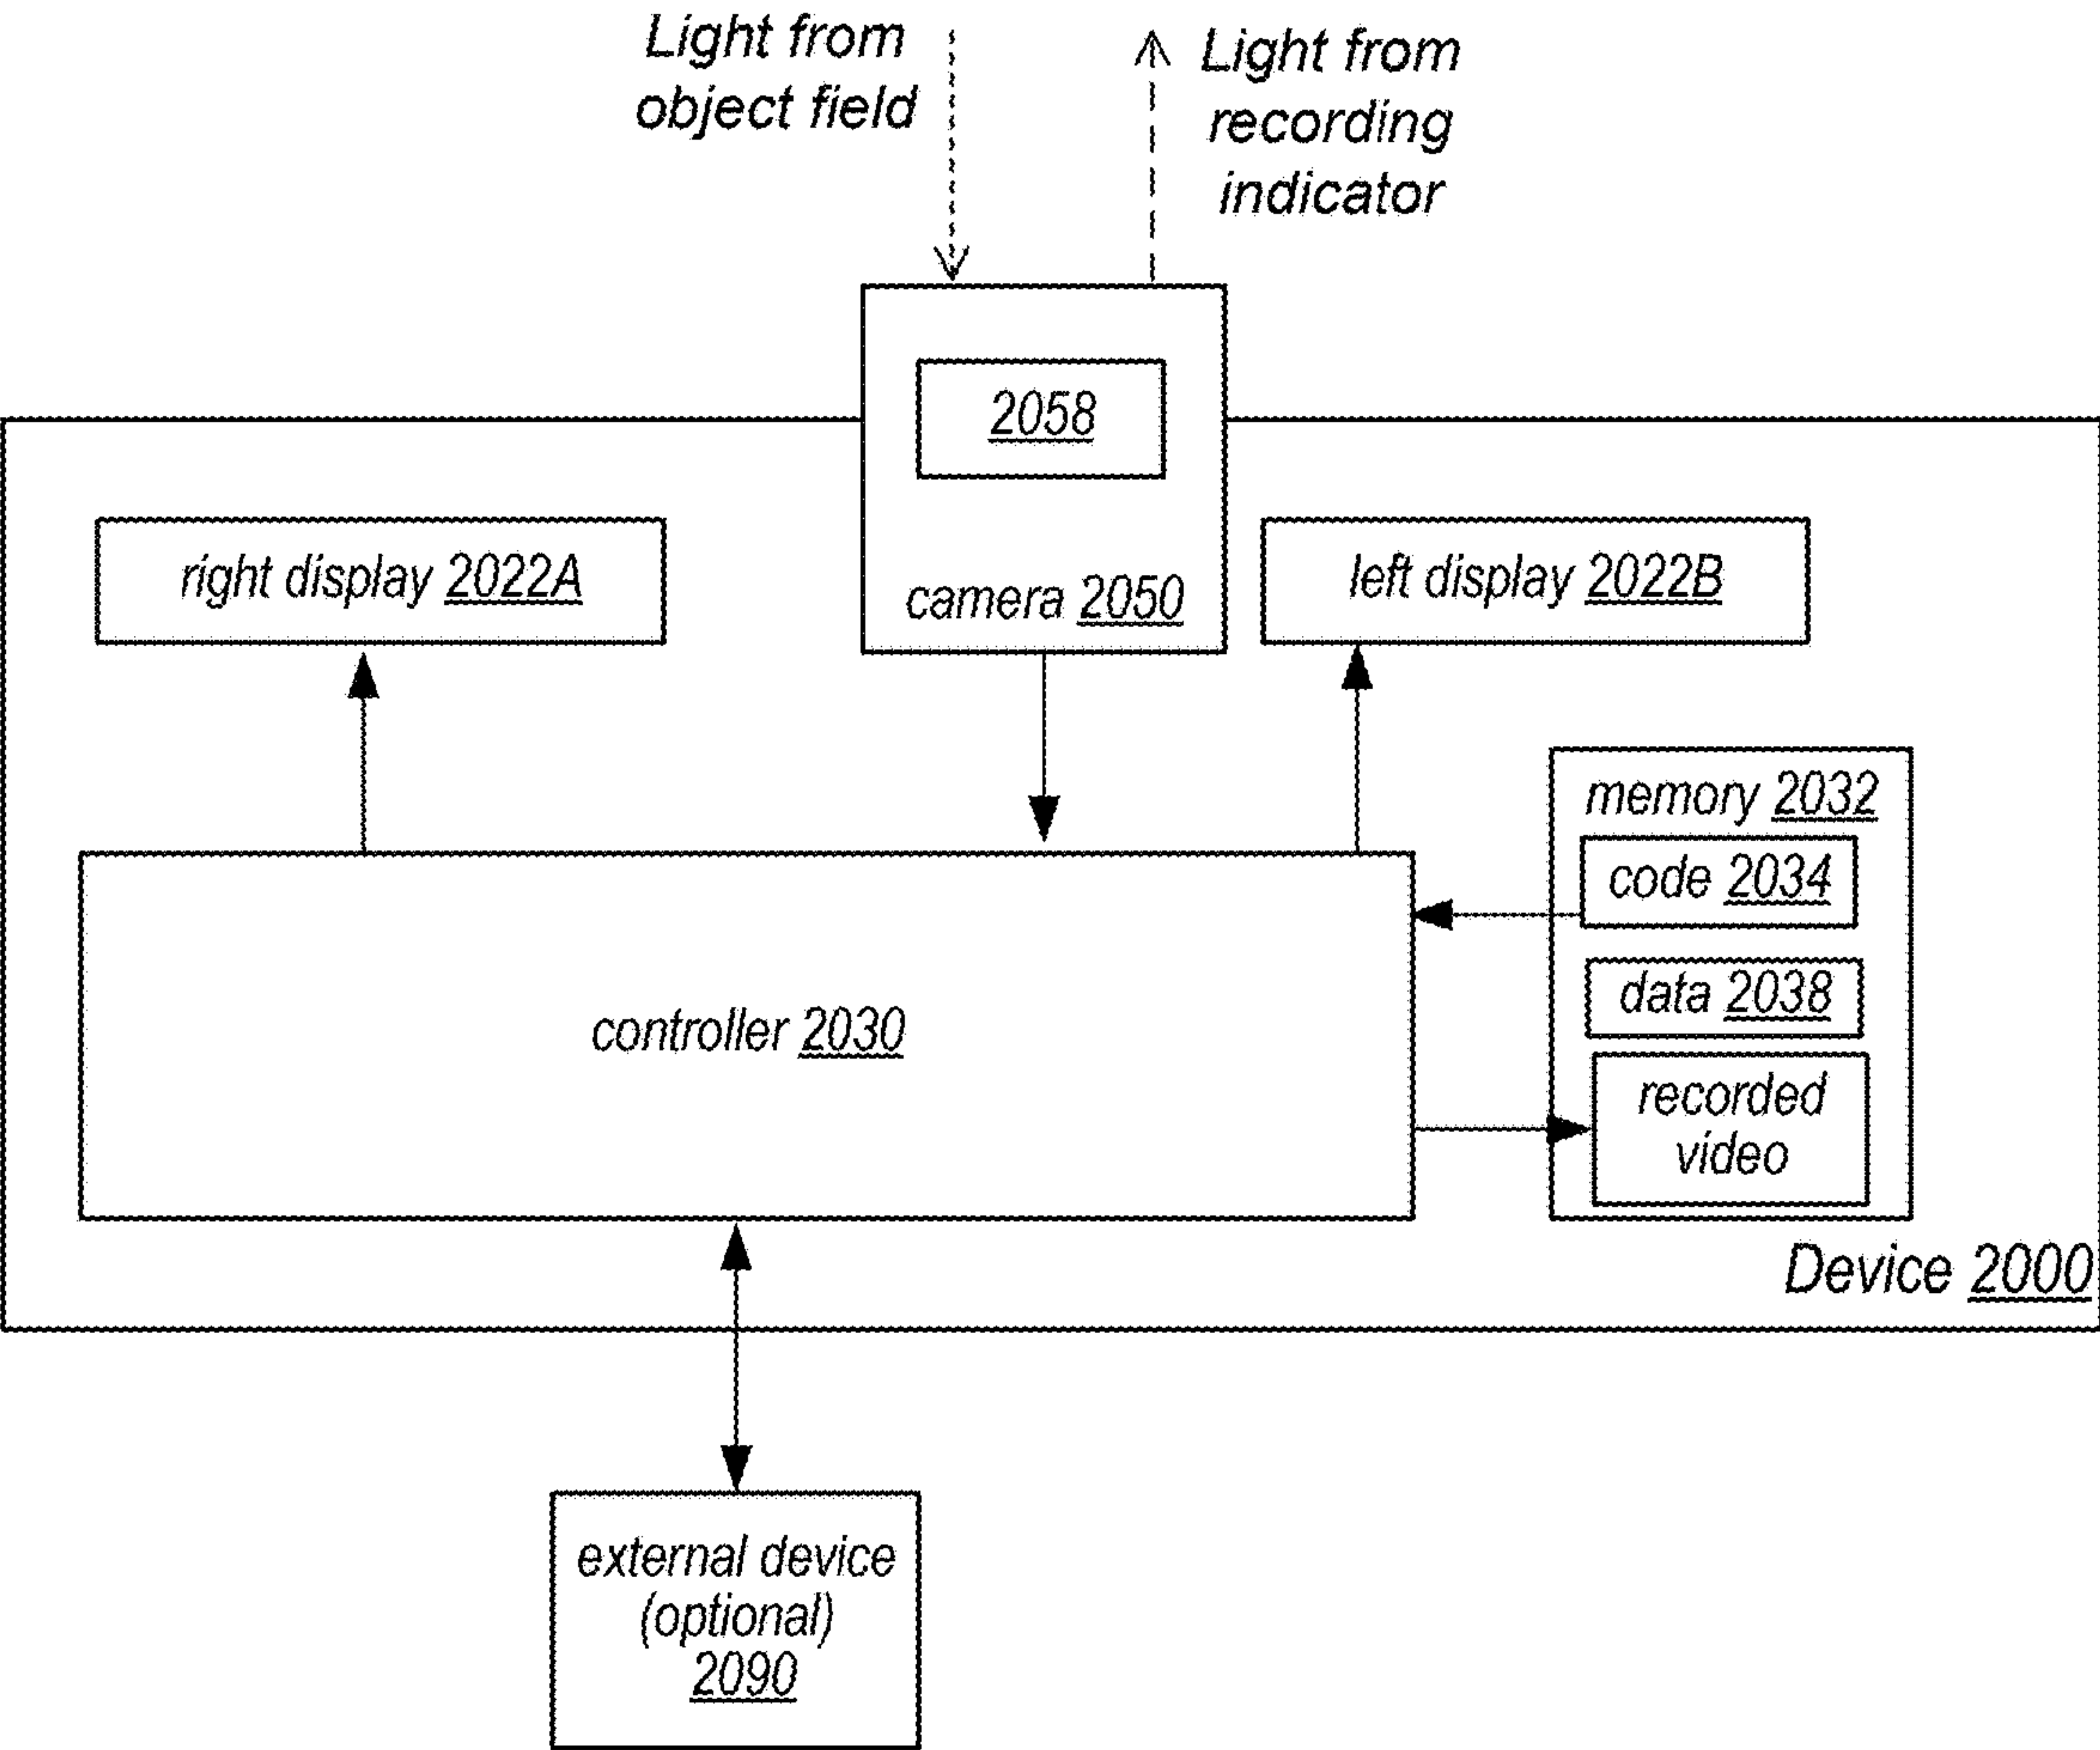 Light from
object field
Light from
recording
indicator
2058
camera 2050
right display 2022A
left display 2022B
memory 2032
code 2034
data 2038
recorded
video
controller 2030
Device 2000
external device
(optional)
2090